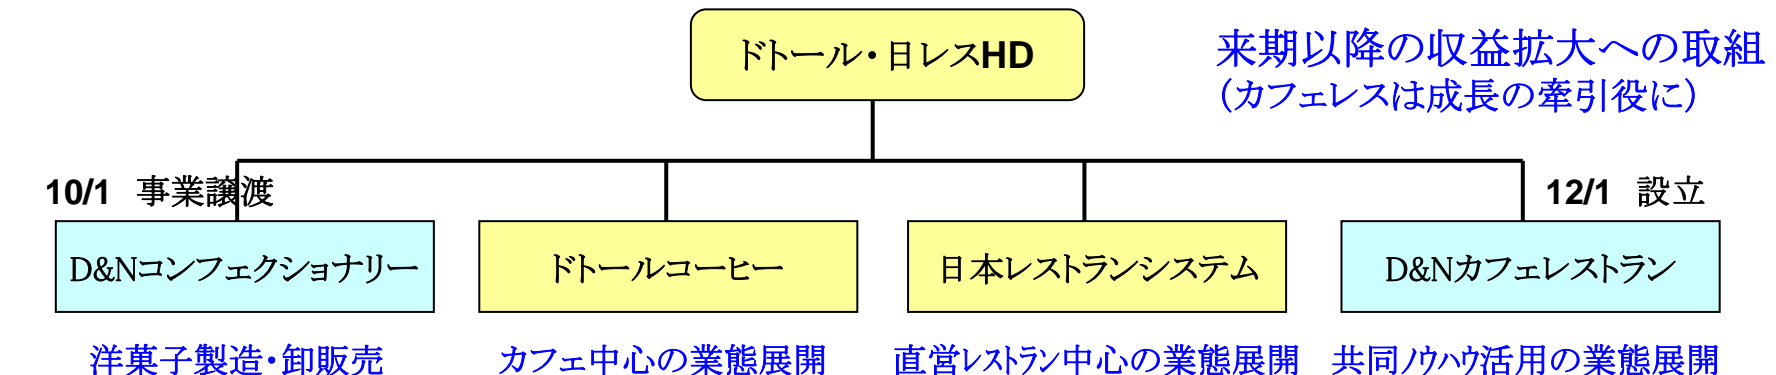 ドトール・日レスHD
来期以降の収益拡大への取組
（カフェレスは成長の牽引役に）
10/1 事業譲渡
12/1 設立
D&Nコンフェクショナリー
ドトールコーヒー
日本レストランシステム
D&Nカフェレストラン
洋菓子製造・卸販売
カフェ中心の業態展開
直営ﾚｽﾄﾗﾝ中心の業態展開
共同ﾉｳﾊｳ活用の業態展開